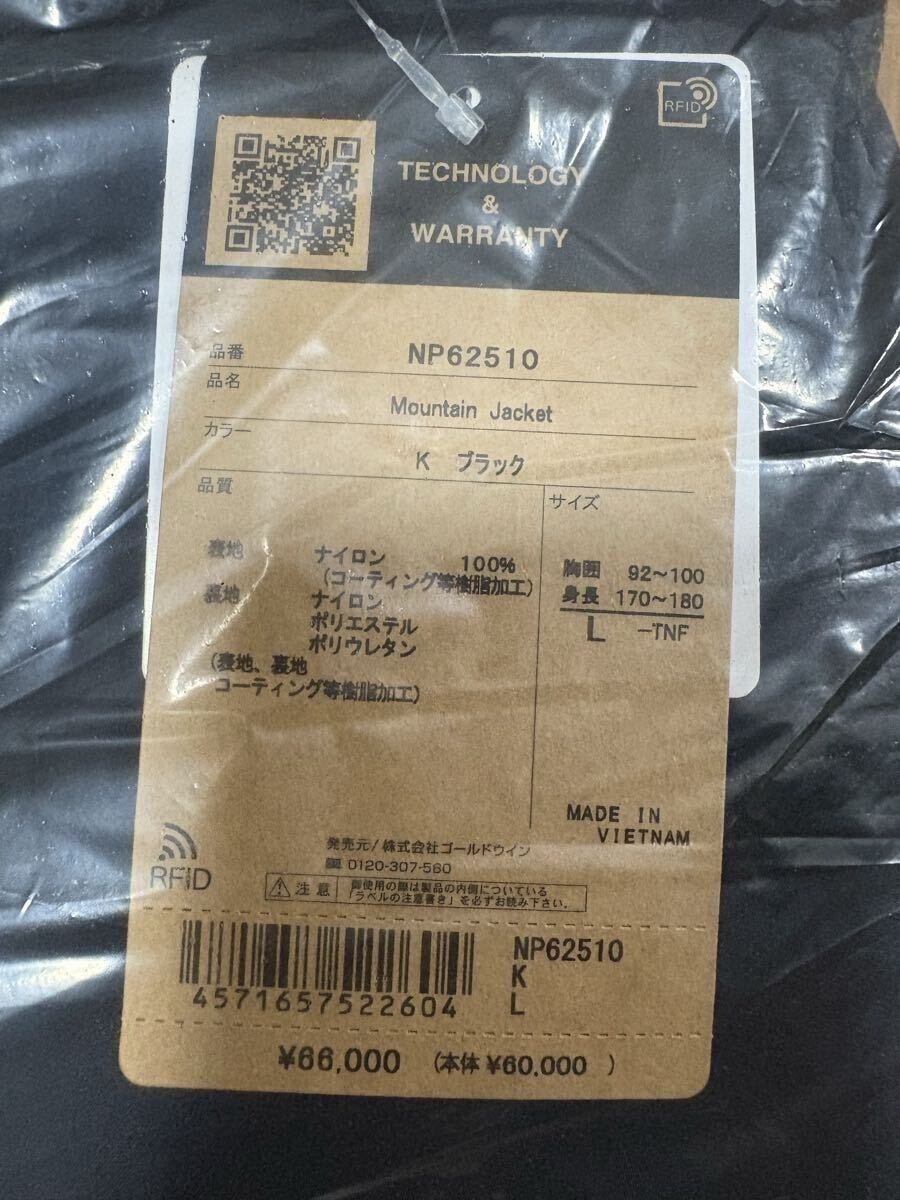 RFID
TECHNOLOGY
&
WARRANTY
品番 NP62510
品名
Mountain Jacket
カラー
K ブラック
品質
サイズ
表地 ナイロン 100%
(コーティング等樹脂加工)
裏地 ナイロン
ポリエステル
ポリウレタン
(表地、裏地
コーティング等樹脂加工)
胸囲 92~100
身長 170~180
L -TNF
MADE IN
VIETNAM
発売元/株式会社ゴールドウイン
0120-307-560
RFID
注意 御使用の際は製品の内側についている
「ラベルの注意書き」を必ずお読み下さい。
4571657522604
NP62510
K
L
¥66,000 (本体 ¥60,000 )